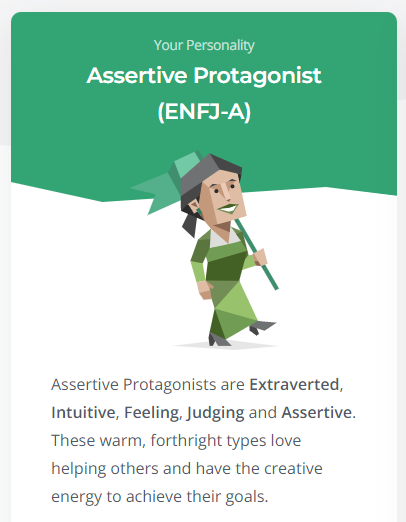 Your Personality
Assertive Protagonist
(ENFJ-A)
Assertive Protagonists are Extraverted,
Intuitive, Feeling, Judging and Assertive.
These warm, forthright types love
helping others and have the creative
energy to achieve their goals.